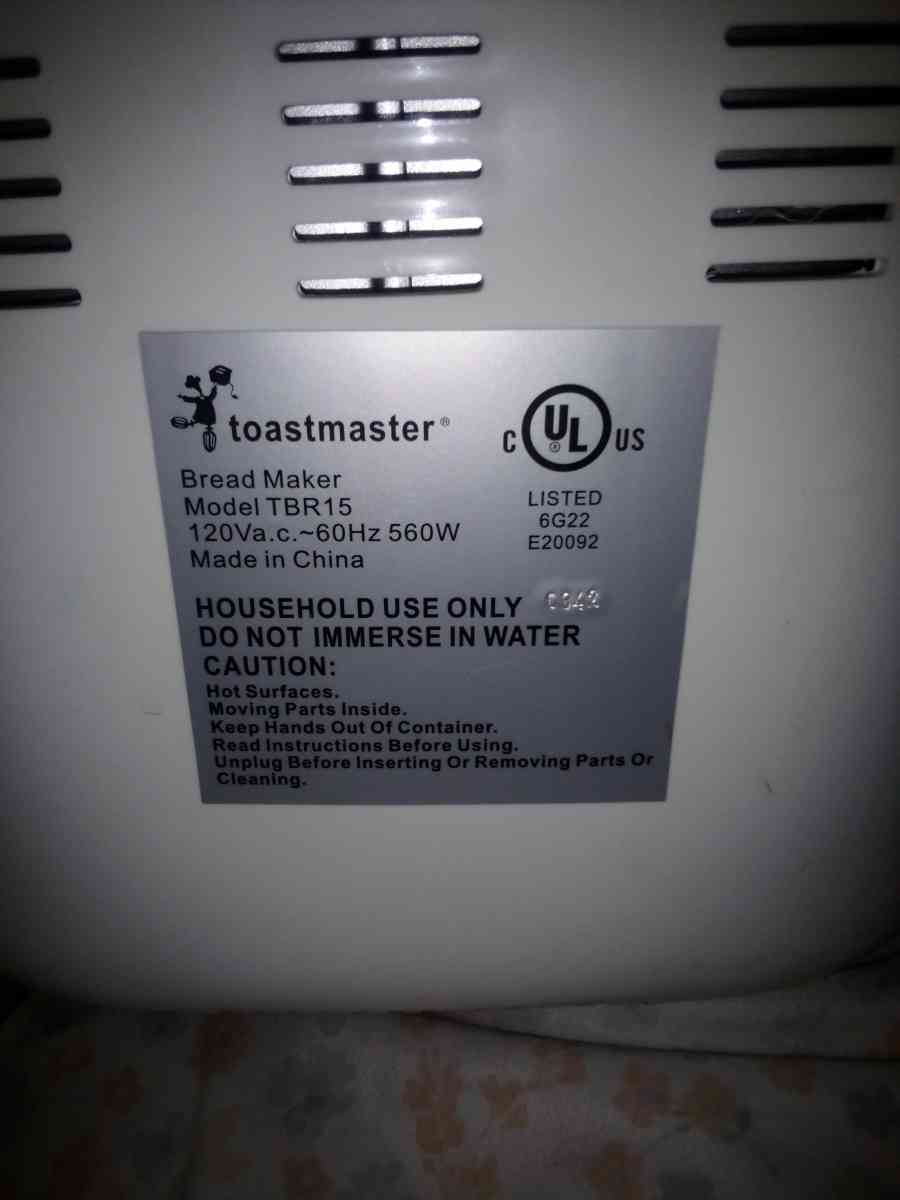 toastmaster®
Bread Maker
Model TBR15
120Va.c.~60Hz 560W
Made in China
C UL® US
LISTED
6G22
E20092
HOUSEHOLD USE ONLY
DO NOT IMMERSE IN WATER
CAUTION:
Hot Surfaces.
Moving Parts Inside.
Keep Hands Out Of Container.
Read Instructions Before Using.
Unplug Before Inserting Or Removing Parts Or
Cleaning.